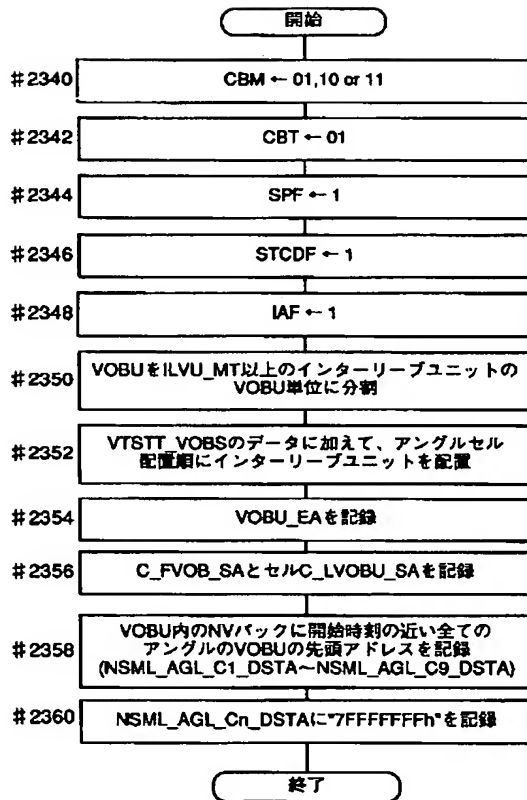 開始
#2340 CBM ← 01,10 or 11
#2342 CBT ← 01
#2344 SPF ← 1
#2346 STCDF ← 1
#2348 IAF ← 1
#2350 VOBUをILVU_MT以上のインターリーブユニットの
VOBU単位に分割
#2352 VTSTT_VOBSのデータに加えて、アングルセル
配置順にインターリーブユニットを配置
#2354 VOBU_EAを記録
#2356 C_FVOB_SAとセルC_LVOBU_SAを記録
#2358 VOBU内のNVパックに開始時刻の近い全ての
アングルのVOBUの先頭アドレスを記録
(NSML_AGL_C1_DSTA～NSML_AGL_C9_DSTA)
#2360 NSML_AGL_Cn_DSTAに"7FFFFFFFh"を記録
終了